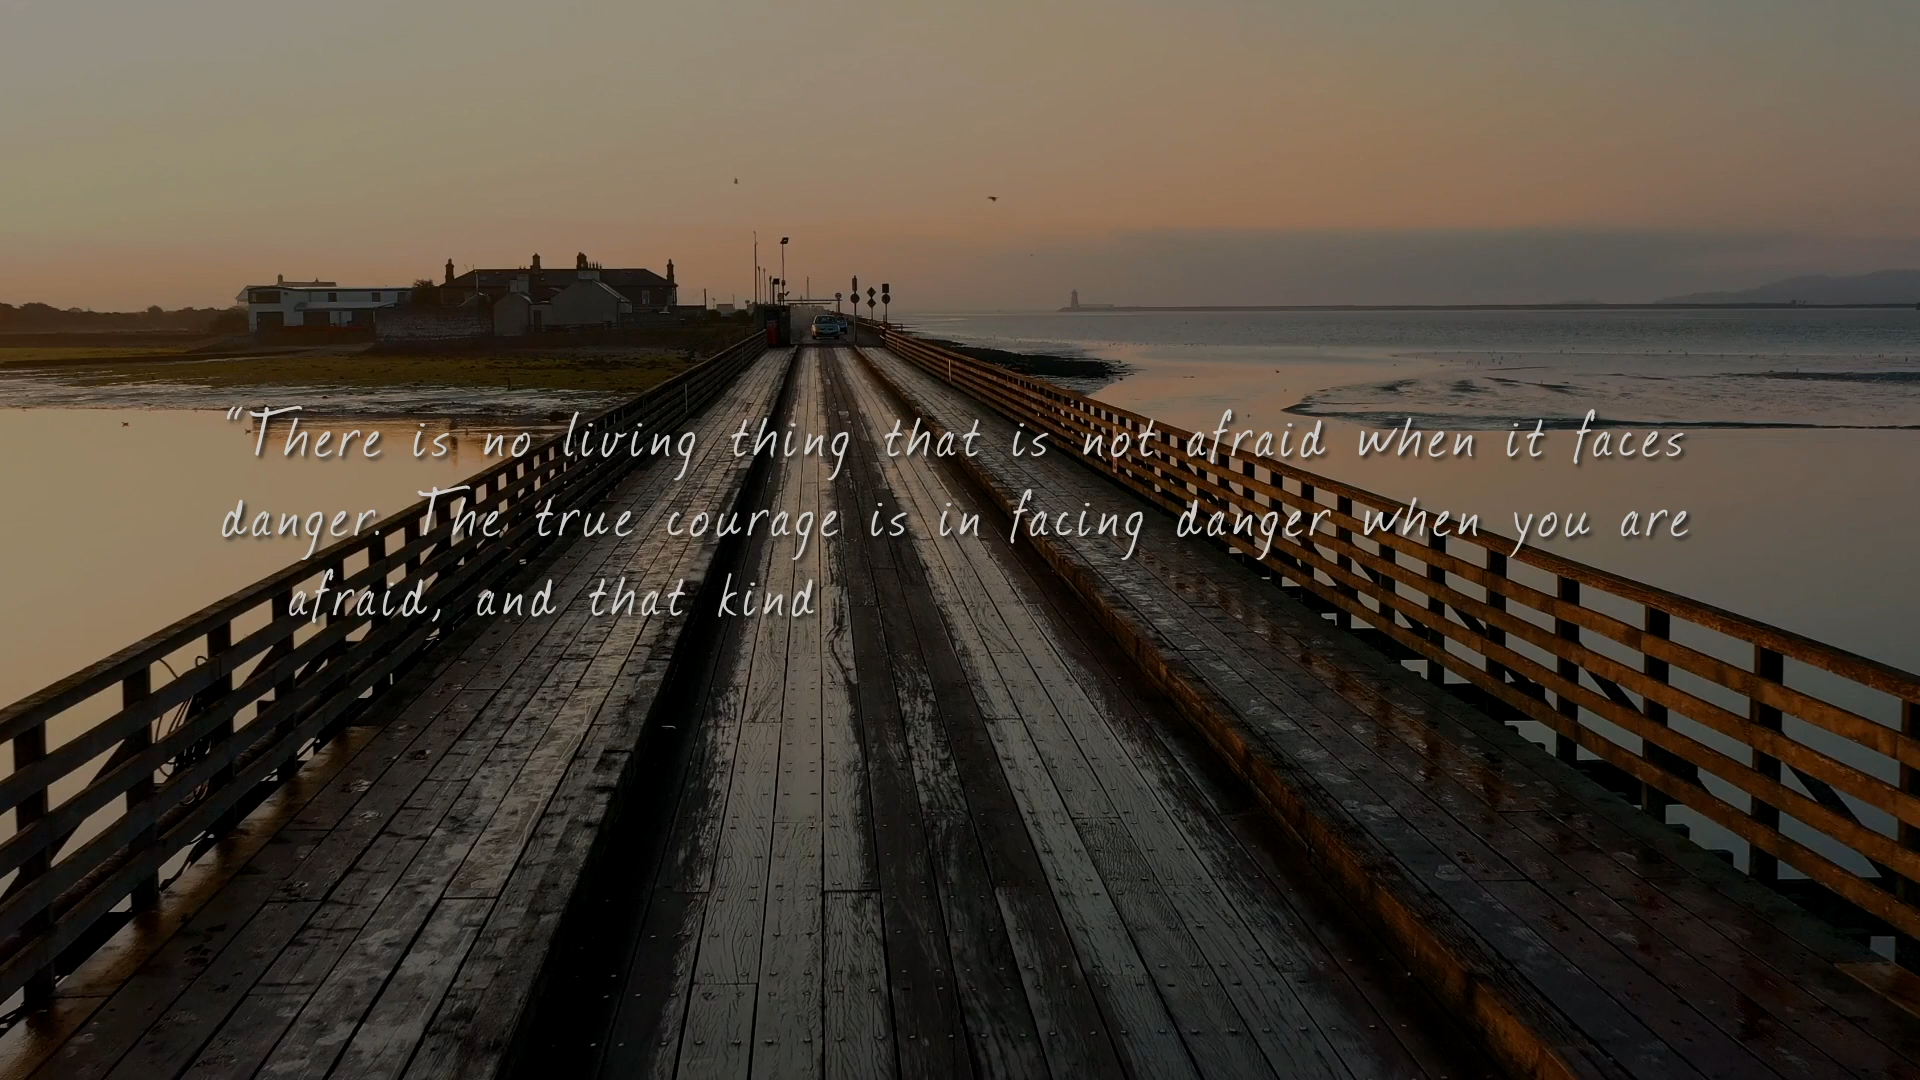 “There is no living thing that is not afraid when it faces
danger. The true courage is in facing danger when you are
afraid, and that kind